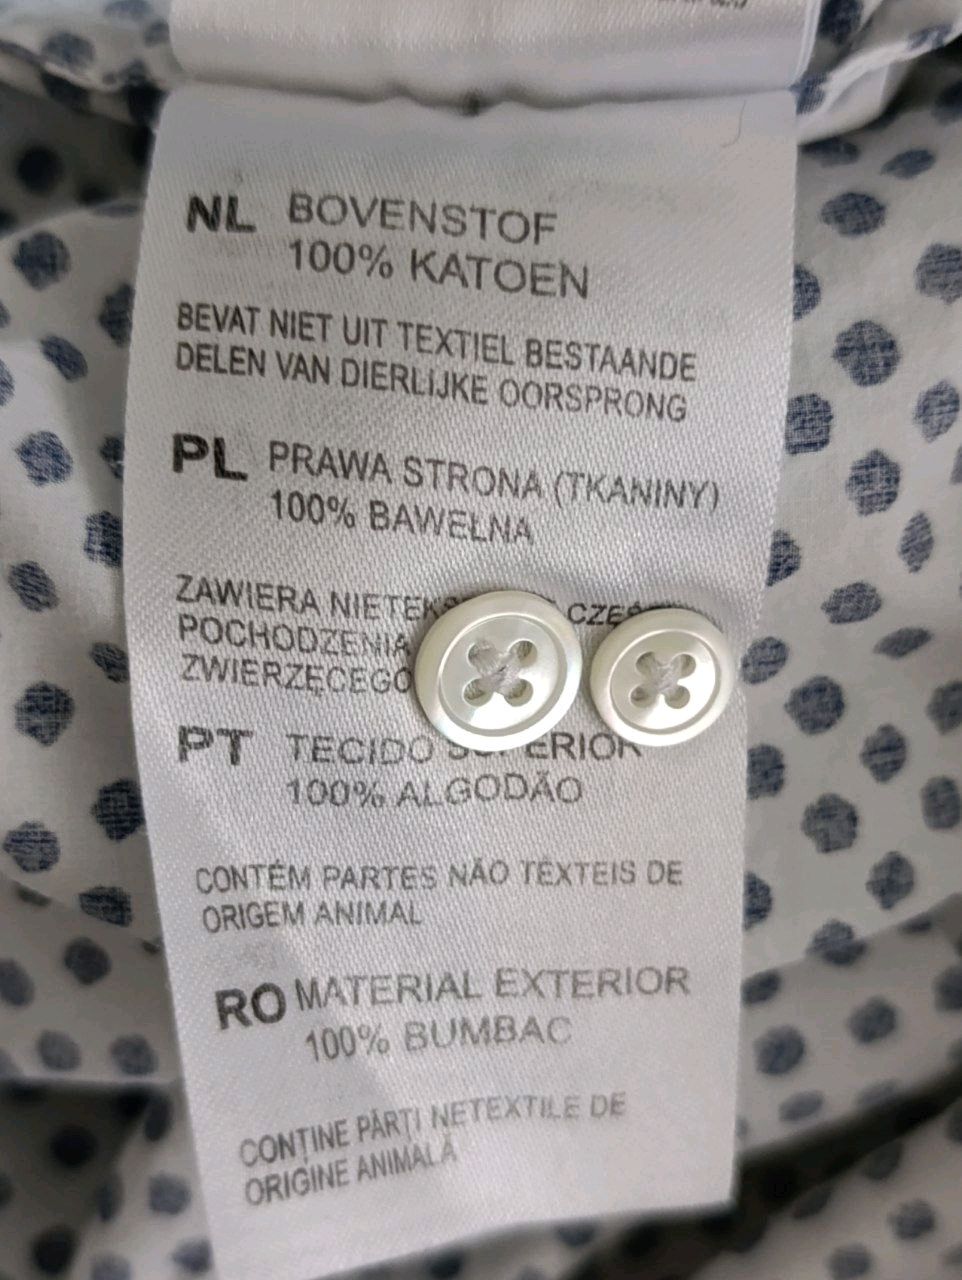 NL BOVENSTOF
100% KATOEN
BEVAT NIET UIT TEXTIEL BESTAANDE
DELEN VAN DIERLIJKE OORSPRONG
PL PRAWA STRONA (TKANINY)
100% BAWEŁNA
ZAWIERA
POCHODZENIA
ZWIERZĘCEGO
PT TECIDO
100% ALGODÃO
CONTÉM PARTES NÃO TÊXTEIS DE
ORIGEM ANIMAL
RO MATERIAL EXTERIOR
100% BUMBAC
CONȚINE PĂRȚI NETEXTILE DE
ORIGINE ANIMALĂ